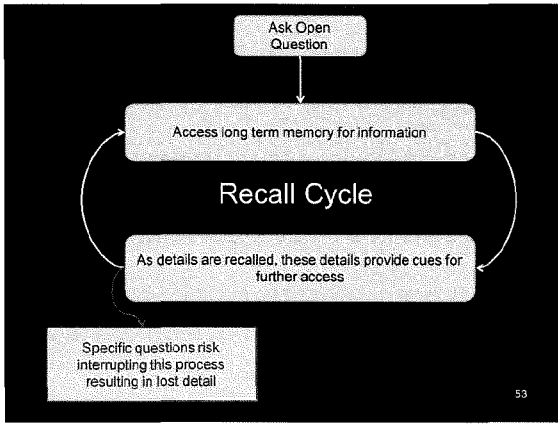 Ask Open
Question
Access long term memory for information
Recall Cycle
As details are recalled, these details provide cues for
further access
Specific questions risk
interrupting this process
resulting in lost detail
53